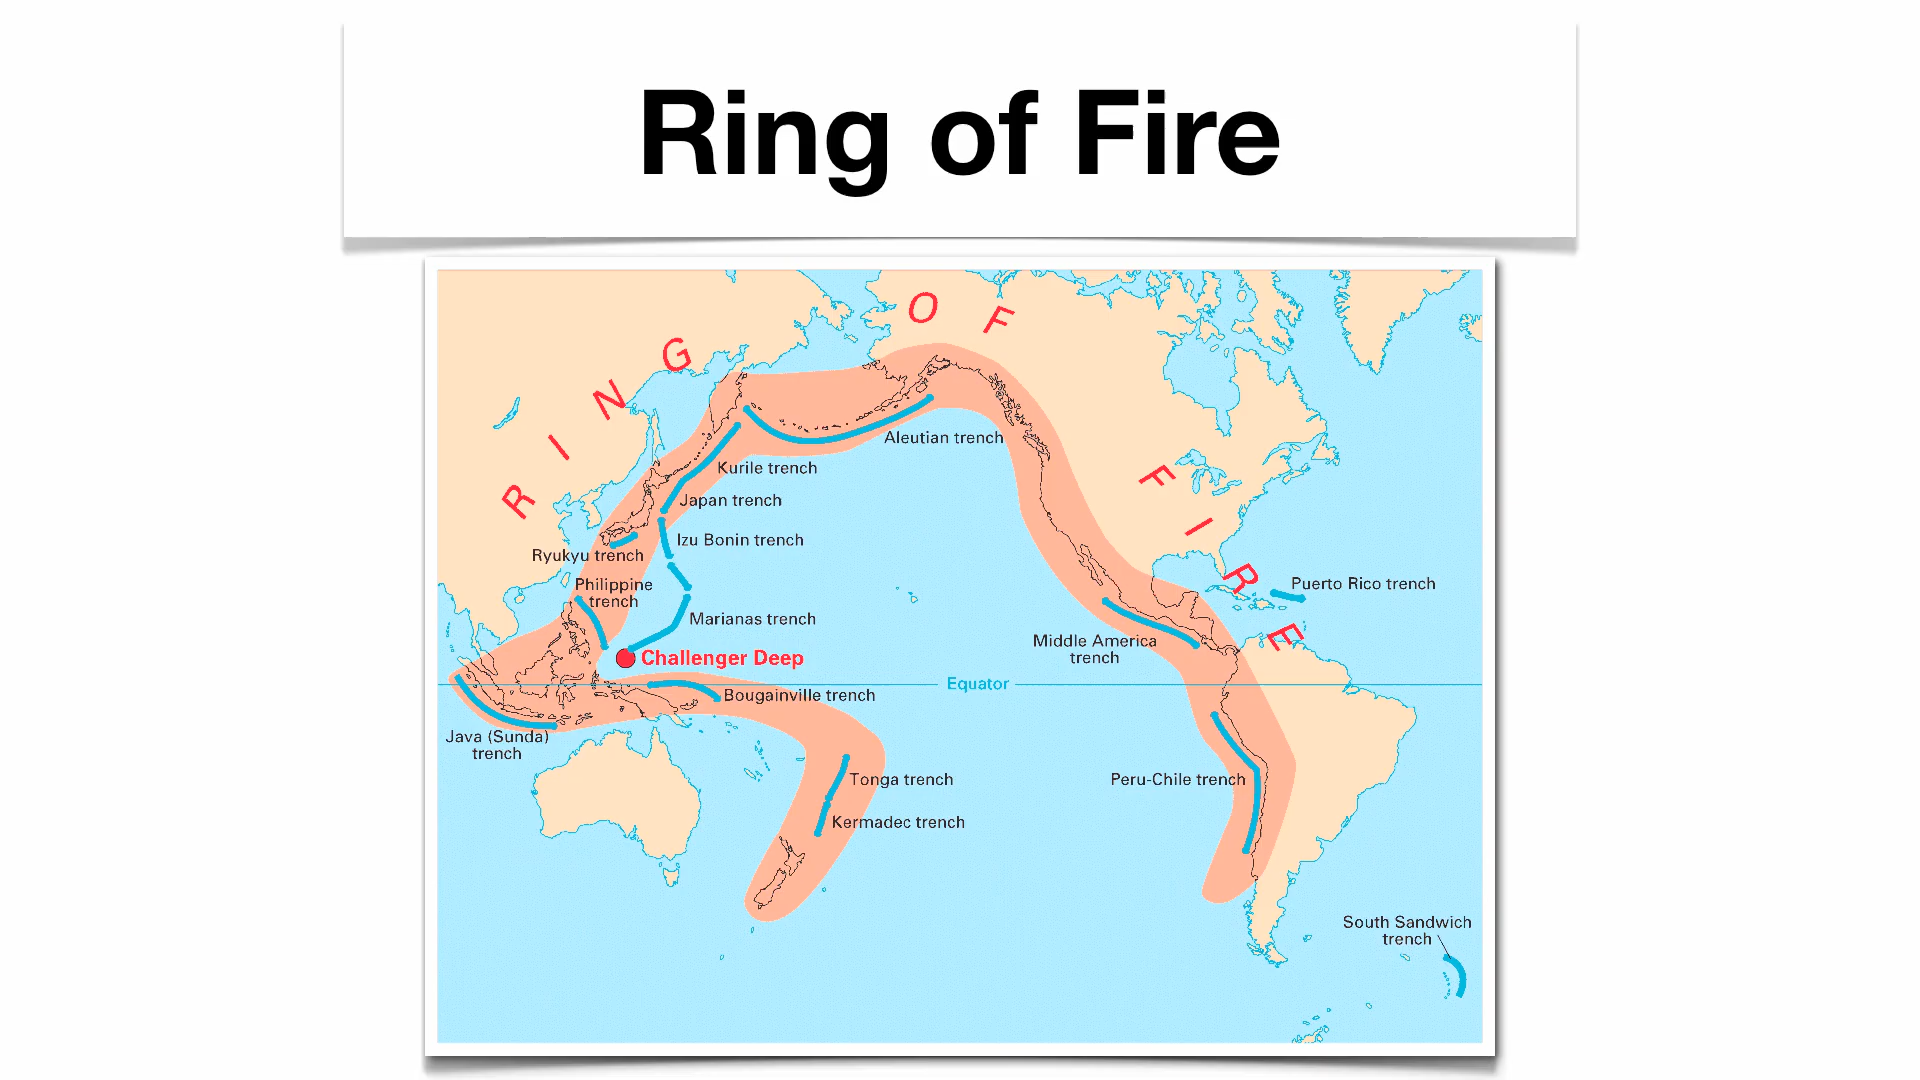 Ring of Fire
RING OF FIRE
Aleutian trench
Kurile trench
Japan trench
Izu Bonin trench
Ryukyu trench
Philippine
trench
Puerto Rico trench
Marianas trench
Middle America
trench
Challenger Deep
Equator
Bougainville trench
Java (Sunda)
trench
Tonga trench
Peru-Chile trench
Kermadec trench
South Sandwich
trench